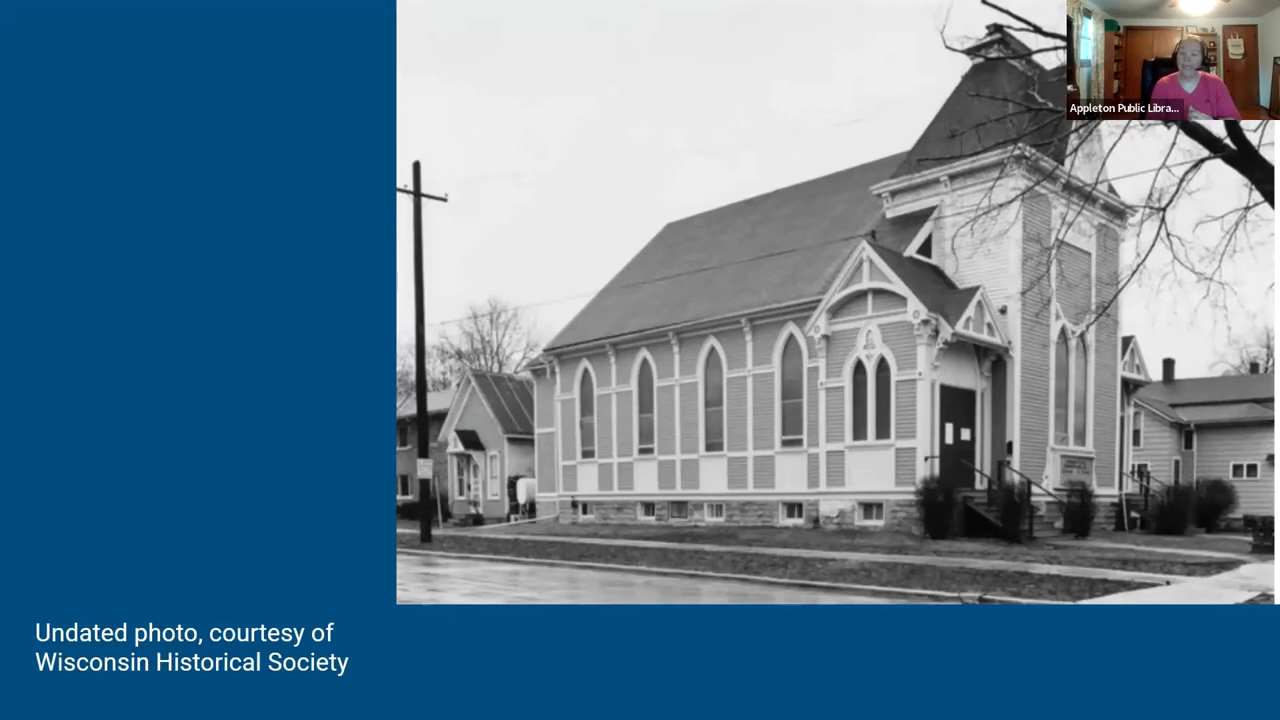 Appleton Public Libra...
Undated photo, courtesy of
Wisconsin Historical Society